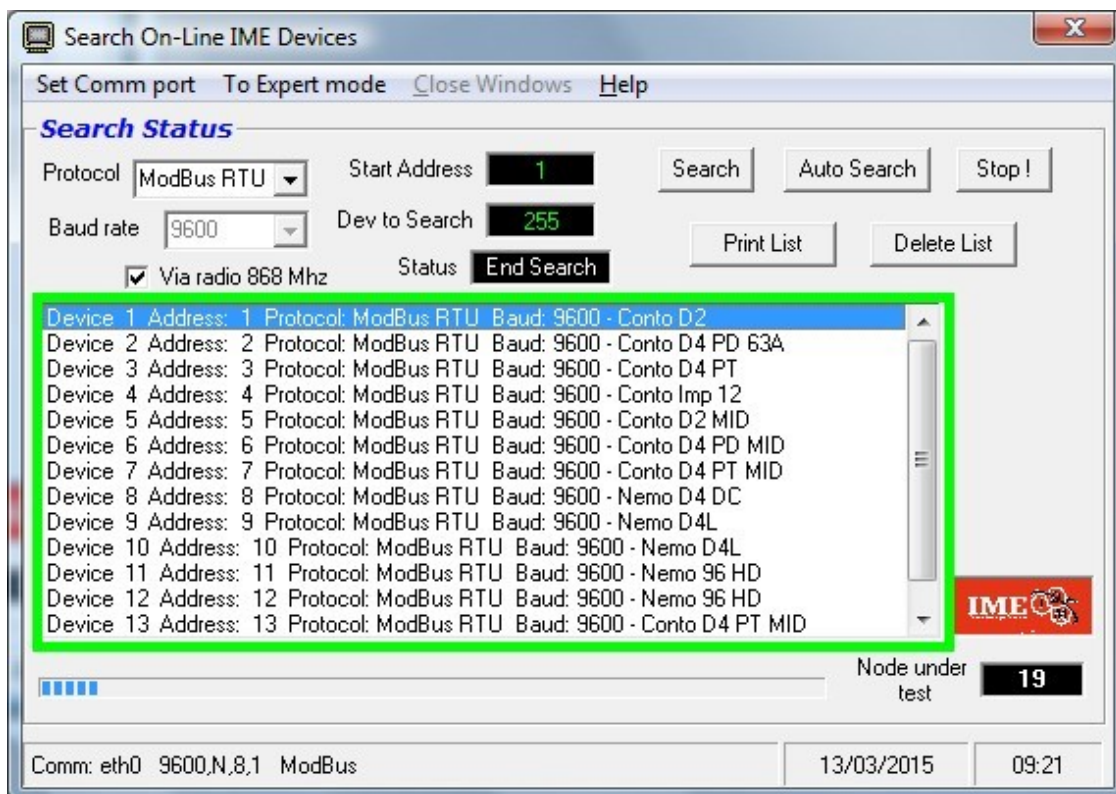 Search On-Line IME Devices
Set Comm port To Expert mode Close Windows Help
Search Status
Protocol ModBus RTU Start Address 1 Search Auto Search Stop !
Baud rate 9600 Dev to Search 255 Print List Delete List
Via radio 868 Mhz Status End Search
Device 1 Address: 1 Protocol: ModBus RTU Baud: 9600 - Conto D2
Device 2 Address: 2 Protocol: ModBus RTU Baud: 9600 - Conto D4 PD 63A
Device 3 Address: 3 Protocol: ModBus RTU Baud: 9600 - Conto D4 PT
Device 4 Address: 4 Protocol: ModBus RTU Baud: 9600 - Conto Imp 12
Device 5 Address: 5 Protocol: ModBus RTU Baud: 9600 - Conto D2 MID
Device 6 Address: 6 Protocol: ModBus RTU Baud: 9600 - Conto D4 PD MID
Device 7 Address: 7 Protocol: ModBus RTU Baud: 9600 - Conto D4 PT MID
Device 8 Address: 8 Protocol: ModBus RTU Baud: 9600 - Nemo D4 DC
Device 9 Address: 9 Protocol: ModBus RTU Baud: 9600 - Nemo D4L
Device 10 Address: 10 Protocol: ModBus RTU Baud: 9600 - Nemo D4L
Device 11 Address: 11 Protocol: ModBus RTU Baud: 9600 - Nemo 96 HD
Device 12 Address: 12 Protocol: ModBus RTU Baud: 9600 - Nemo 96 HD
Device 13 Address: 13 Protocol: ModBus RTU Baud: 9600 - Conto D4 PT MID
IME
Node under test 19
Comm: eth0 9600,N,8,1 ModBus 13/03/2015 09:21